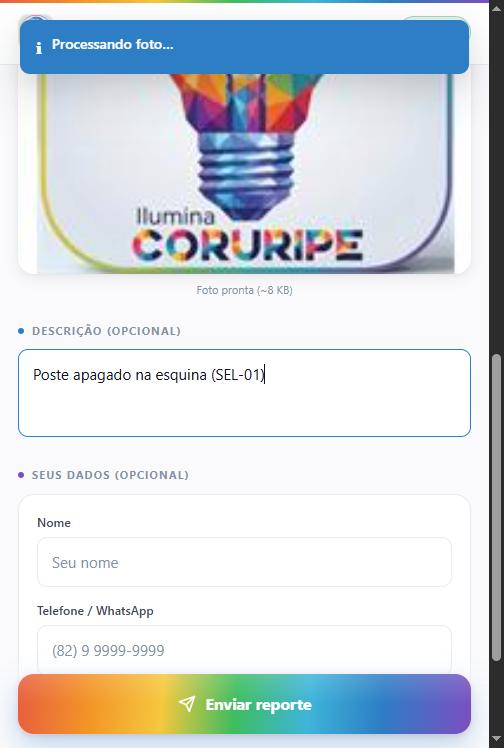 Processando foto...
Ilumina
CORURIPE
Foto pronta (~8 KB)
DESCRIÇÃO (OPCIONAL)
Poste apagado na esquina (SEL-01)
SEUS DADOS (OPCIONAL)
Nome
Seu nome
Telefone / WhatsApp
(82) 9 9999-9999
Enviar reporte